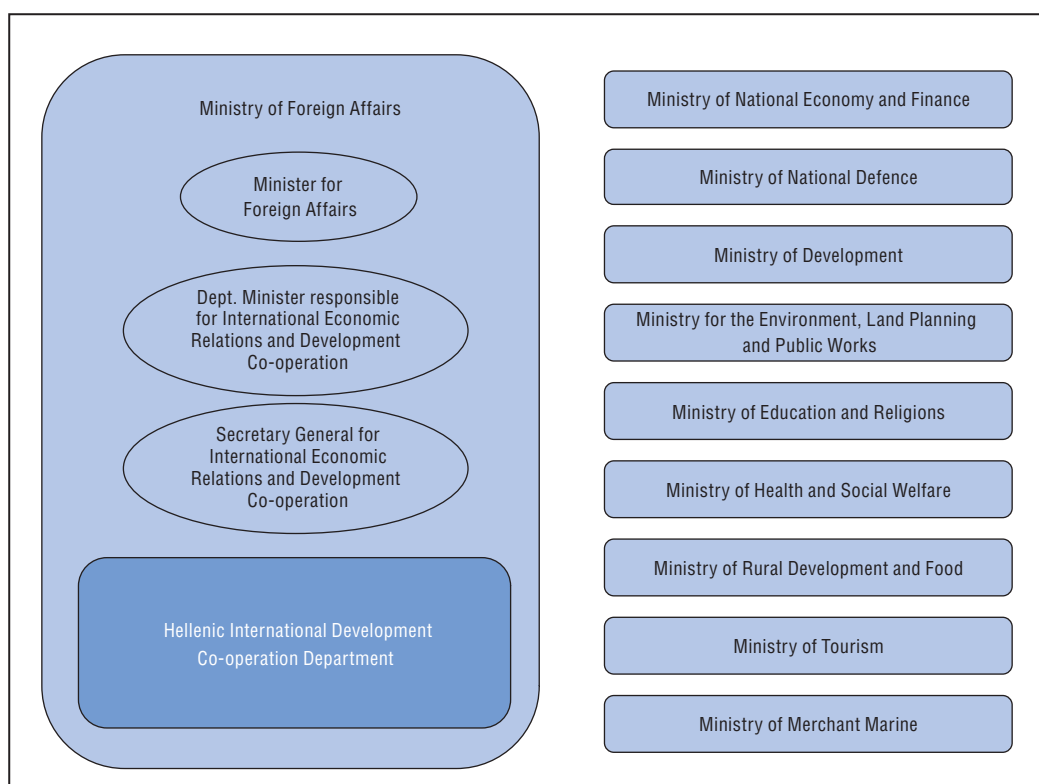 Ministry of Foreign Affairs
Minister for
Foreign Affairs
Dept. Minister responsible
for International Economic
Relations and Development
Co-operation
Secretary General for
International Economic
Relations and Development
Co-operation
Hellenic International Development
Co-operation Department
Ministry of National Economy and Finance
Ministry of National Defence
Ministry of Development
Ministry for the Environment, Land Planning
and Public Works
Ministry of Education and Religions
Ministry of Health and Social Welfare
Ministry of Rural Development and Food
Ministry of Tourism
Ministry of Merchant Marine